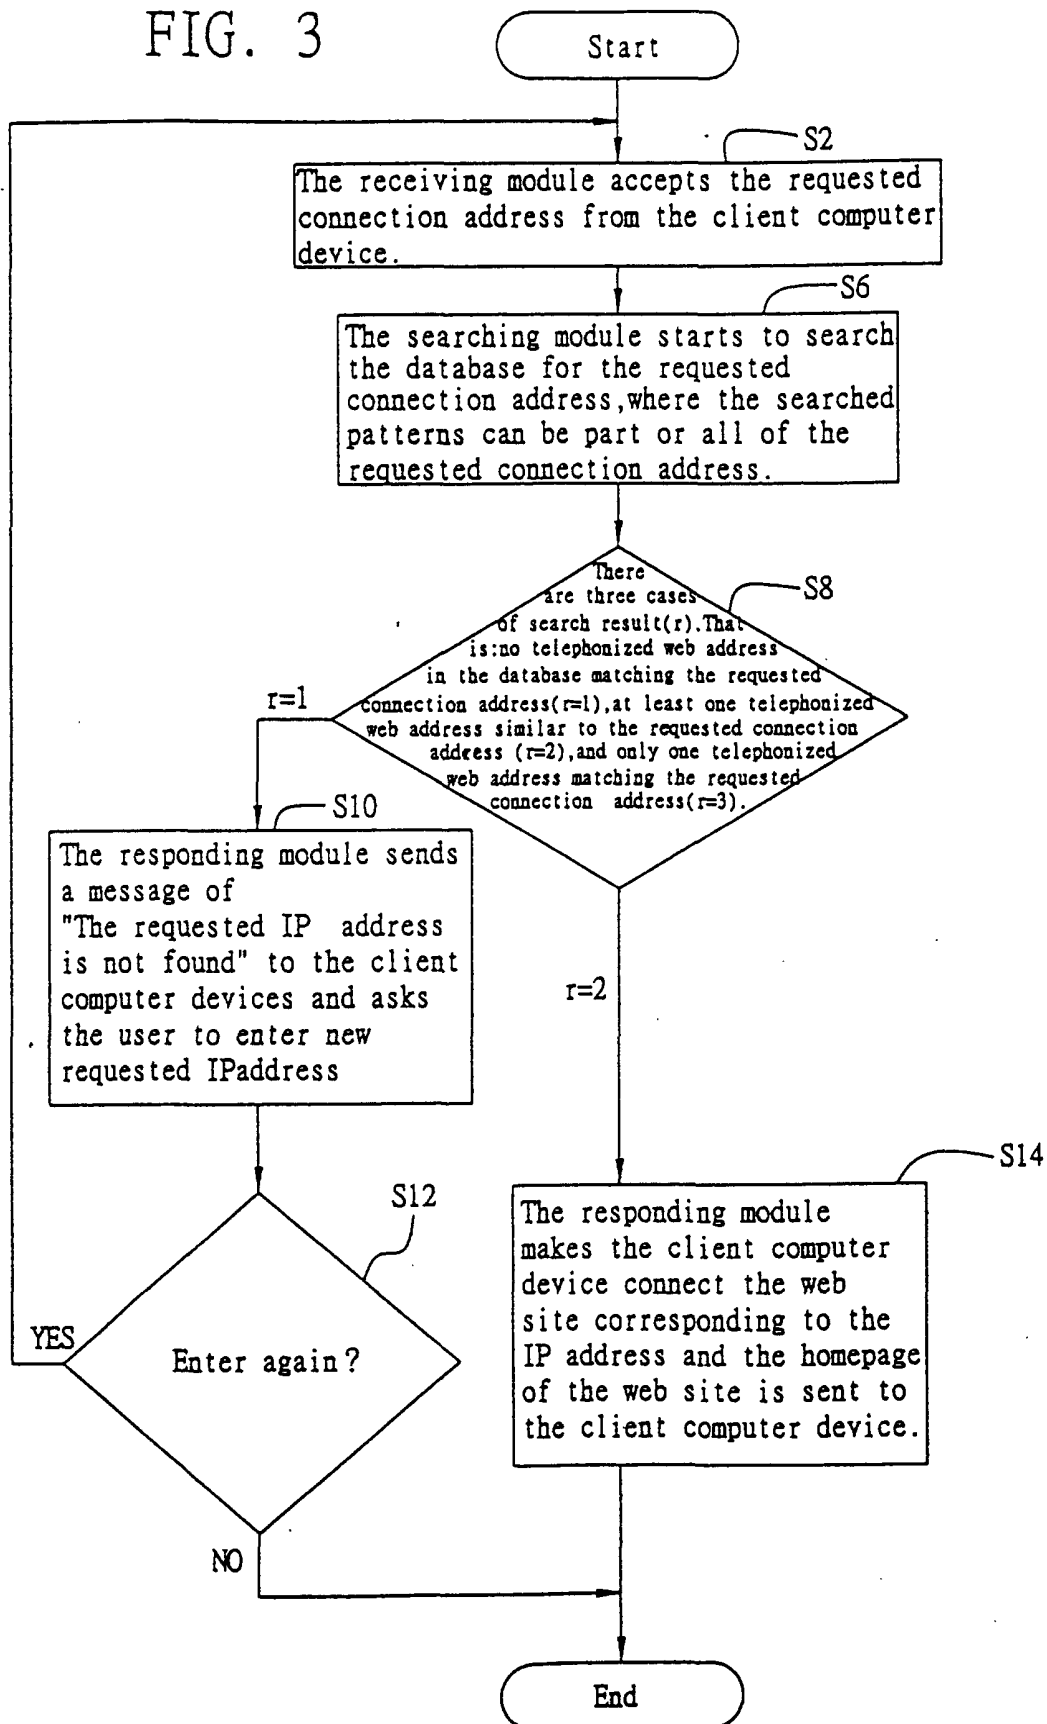 FIG. 3
Start
S2
The receiving module accepts the requested
connection address from the client computer
device.
S6
The searching module starts to search
the database for the requested
connection address,where the searched
patterns can be part or all of the
requested connection address.
S8
There
are three cases
of search result(r).That
is:no telephonized web address
in the database matching the requested
connection address(r=1),at least one telephonized
web address similar to the requested connection
address (r=2),and only one telephonized
web address matching the requested
connection address(r=3).
r=1
S10
The responding module sends
a message of
"The requested IP address
is not found" to the client
computer devices and asks
the user to enter new
requested IPaddress
r=2
S12
Enter again?
YES
NO
S14
The responding module
makes the client computer
device connect the web
site corresponding to the
IP address and the homepage
of the web site is sent to
the client computer device.
End